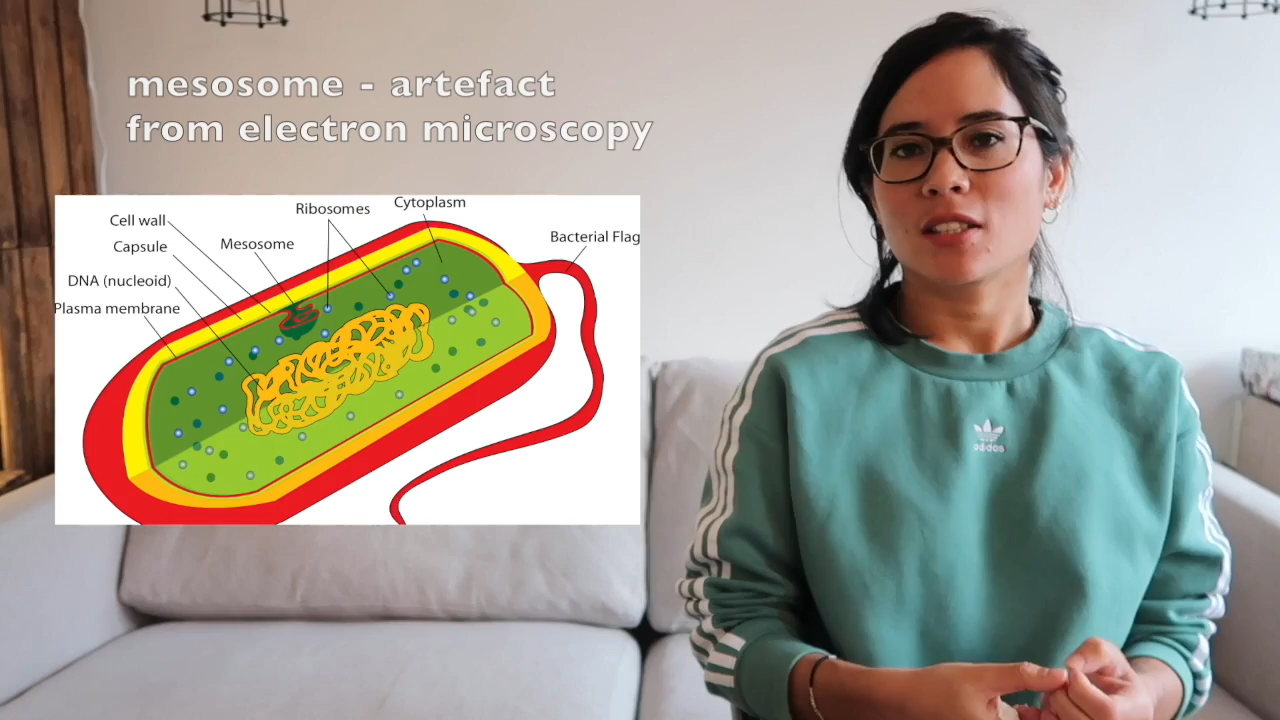 mesosome - artefact
from electron microscopy
Cell wall
Ribosomes
Cytoplasm
Capsule
Mesosome
Bacterial Flag
DNA (nucleoid)
Plasma membrane
adidas